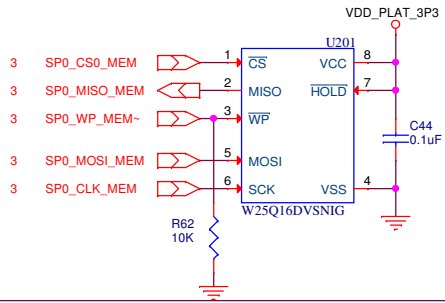 VDD_PLAT_3P3
U201
3 SP0_CS0_MEM 1 CS VCC 8
3 SP0_MISO_MEM 2 MISO HOLD 7
3 SP0_WP_MEM~ 3 WP
C44
0.1uF
3 SP0_MOSI_MEM 5 MOSI
3 SP0_CLK_MEM 6 SCK VSS 4
W25Q16DVSNIG
R62
10K